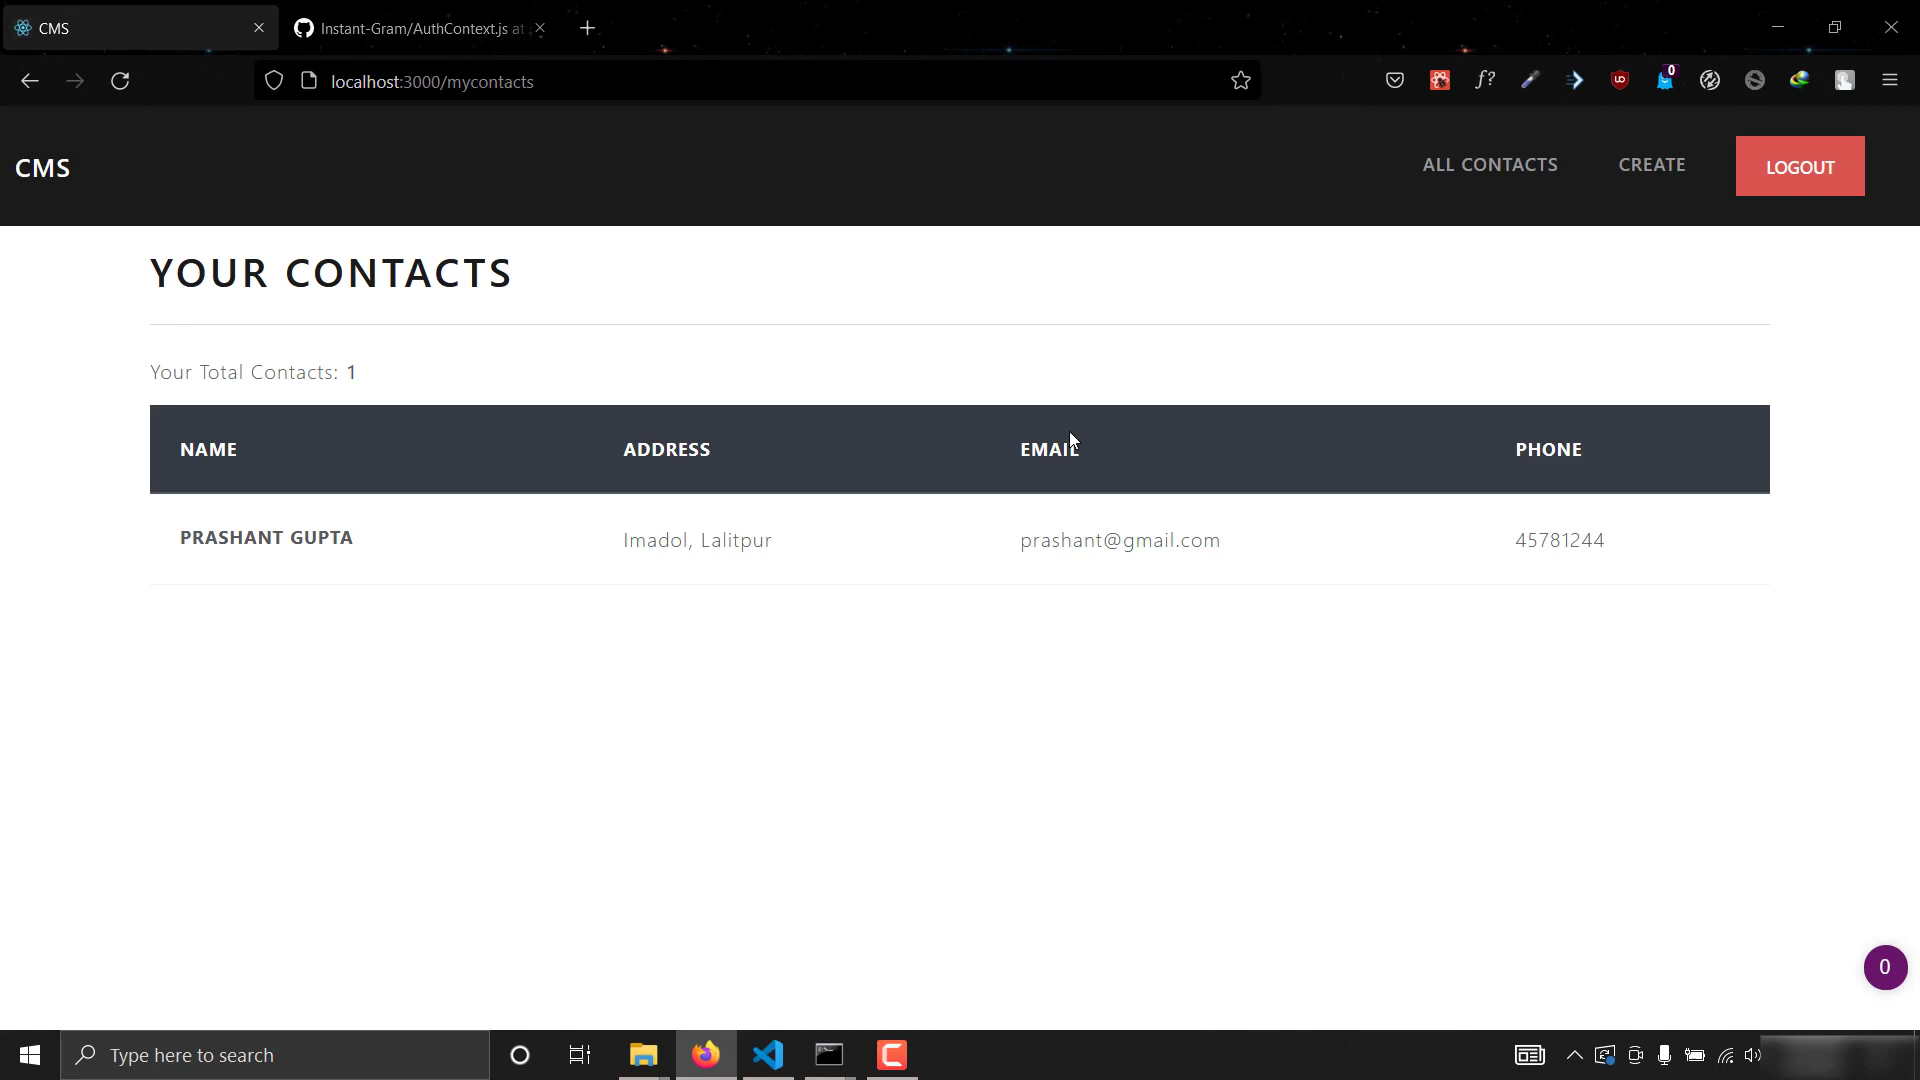 CMS
Instant-Gram/AuthContext.js at
localhost:3000/mycontacts
f?
0
CMS
ALL CONTACTS
CREATE
LOGOUT
YOUR CONTACTS
Your Total Contacts: 1
NAME ADDRESS EMAIL PHONE
PRASHANT GUPTA Imadol, Lalitpur prashant@gmail.com 45781244
0
Type here to search